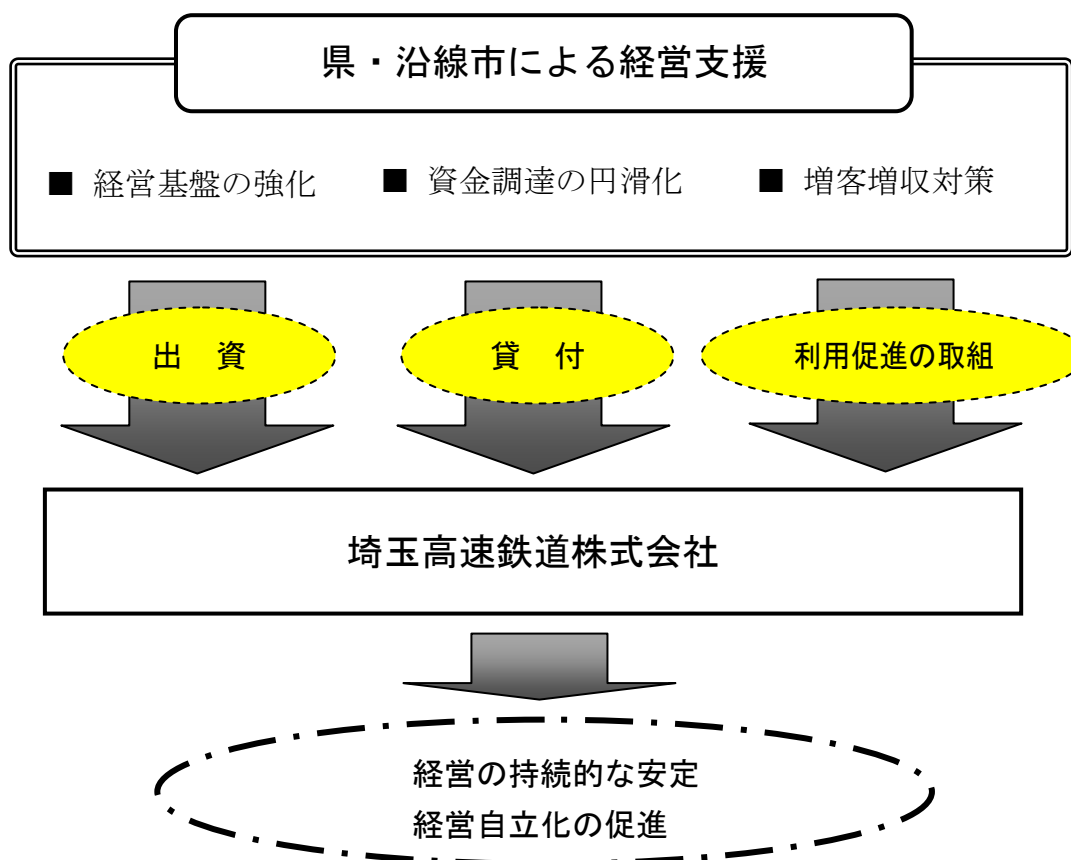 県・沿線市による経営支援
■ 経営基盤の強化 ■ 資金調達の円滑化 ■ 増客増収対策
出 資 貸 付 利用促進の取組
埼玉高速鉄道株式会社
経営の持続的な安定
経営自立化の促進